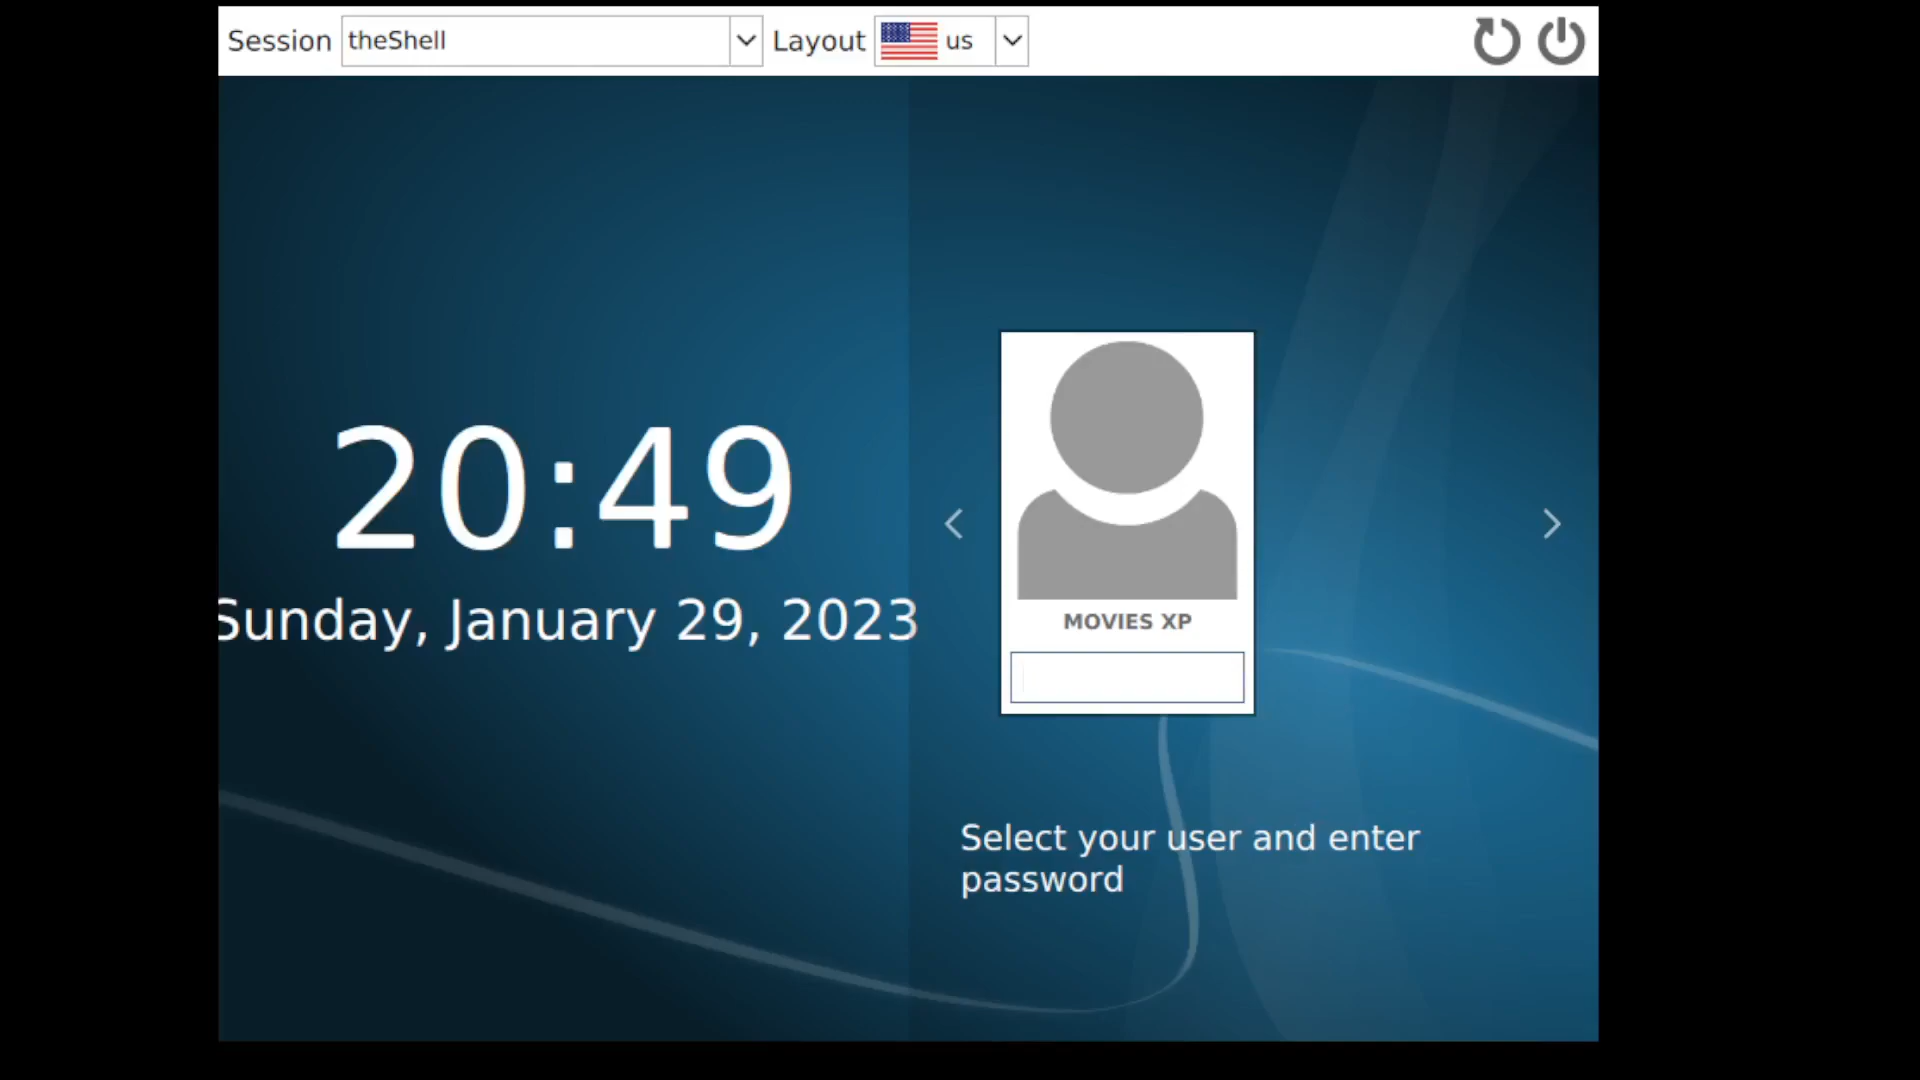 Session theShell Layout us
20:49
Sunday, January 29, 2023
MOVIES XP
Select your user and enter
password